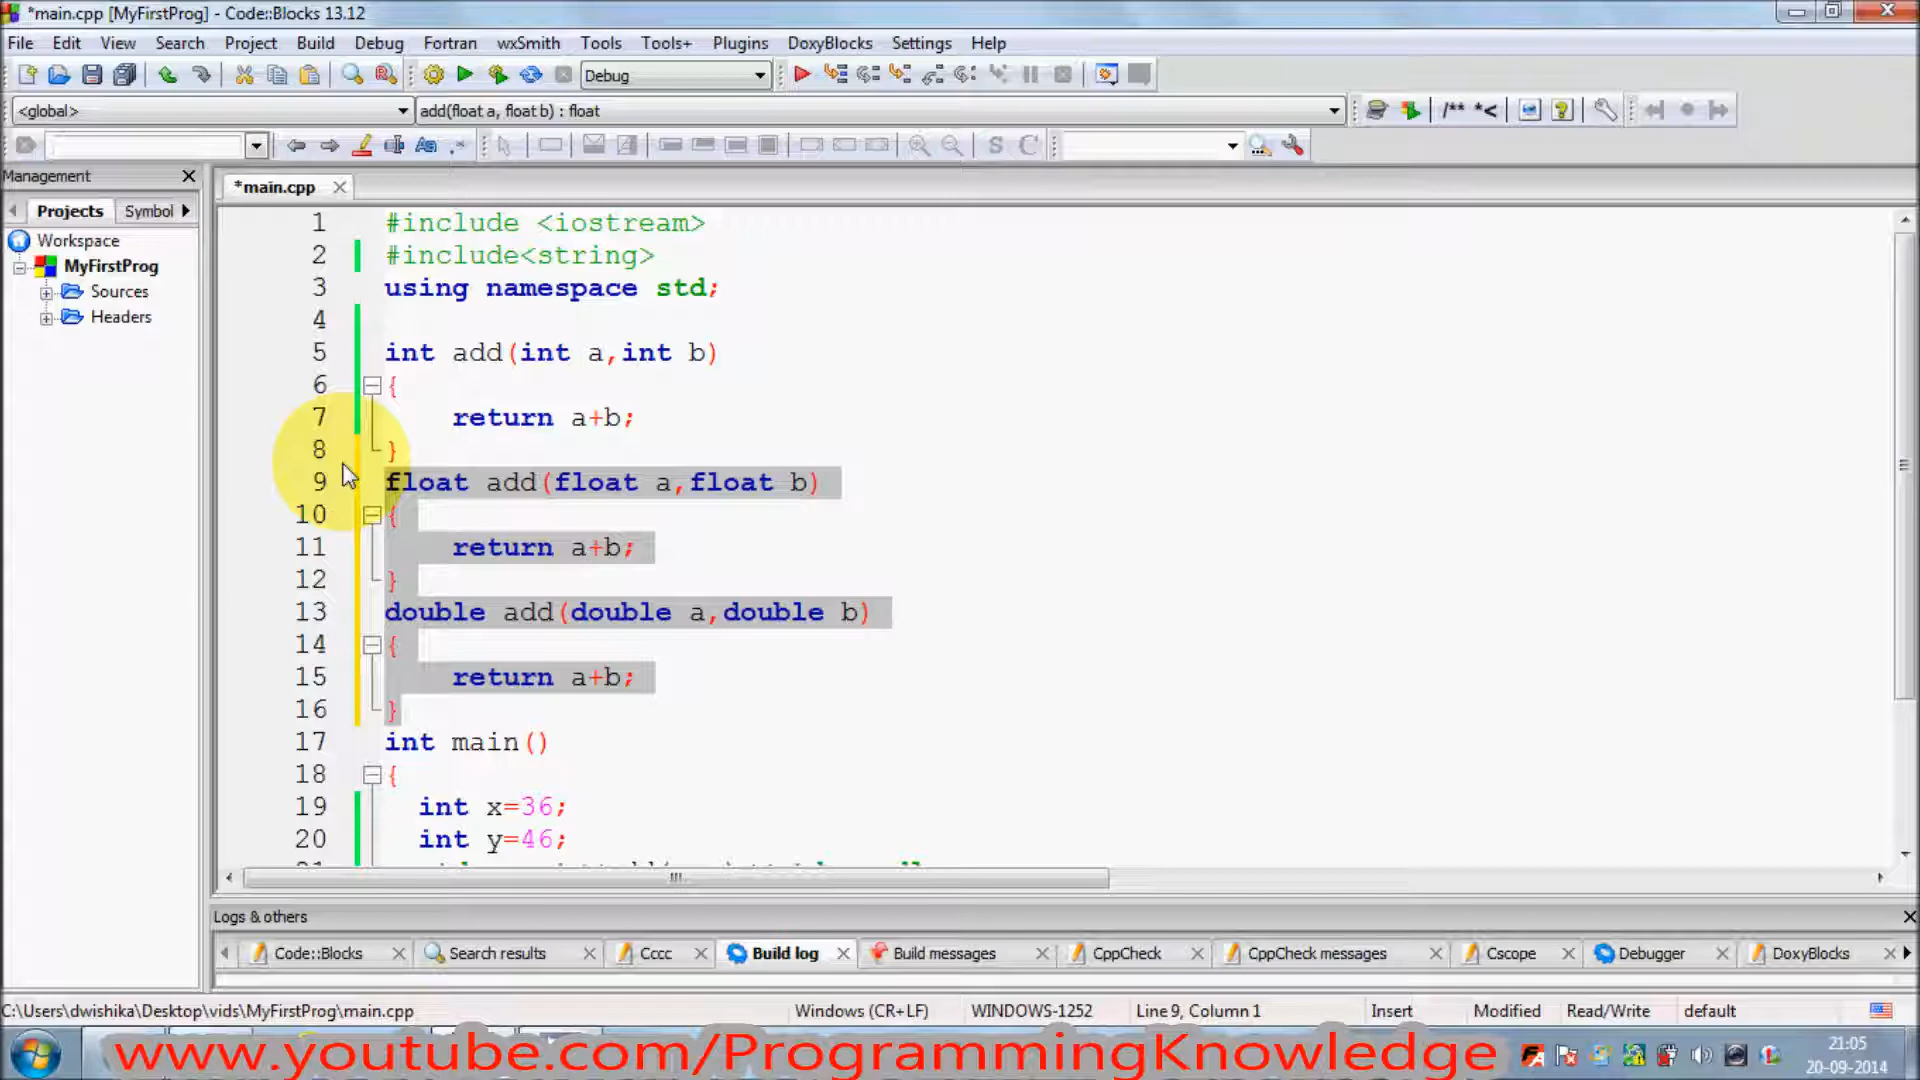 *main.cpp [MyFirstProg] - Code::Blocks 13.12
File Edit View Search Project Build Debug Fortran wxSmith Tools Tools+ Plugins DoxyBlocks Settings Help
Debug
<global> add(float a, float b) : float
/** *<
S C
Management
*main.cpp
Projects Symbol
Workspace
MyFirstProg
Sources
Headers
1 #include <iostream>
2 #include<string>
3 using namespace std;
4
5 int add(int a,int b)
6 {
7 return a+b;
8 }
9 float add(float a,float b)
10 {
11 return a+b;
12 }
13 double add(double a,double b)
14 {
15 return a+b;
16 }
17 int main()
18 {
19 int x=36;
20 int y=46;
Logs & others
Code::Blocks Search results Cccc Build log Build messages CppCheck CppCheck messages Cscope Debugger DoxyBlocks
C:\Users\dwishika\Desktop\vids\MyFirstProg\main.cpp Windows (CR+LF) WINDOWS-1252 Line 9, Column 1 Insert Modified Read/Write default
www.youtube.com/ProgrammingKnowledge
21:05
20-09-2014